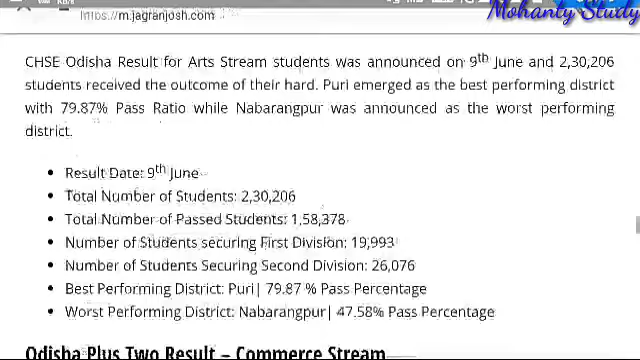 VoLTE KB/s
https://m.jagranjosh.com
Mohanty Study
CHSE Odisha Result for Arts Stream students was announced on 9th June and 2,30,206
students received the outcome of their hard. Puri emerged as the best performing district
with 79.87% Pass Ratio while Nabarangpur was announced as the worst performing
district.
• Result Date: 9th June
• Total Number of Students: 2,30,206
• Total Number of Passed Students: 1,58,378
• Number of Students securing First Division: 19,993
• Number of Students Securing Second Division: 26,076
• Best Performing District: Puri| 79.87 % Pass Percentage
• Worst Performing District: Nabarangpur| 47.58% Pass Percentage
Odisha Plus Two Result – Commerce Stream